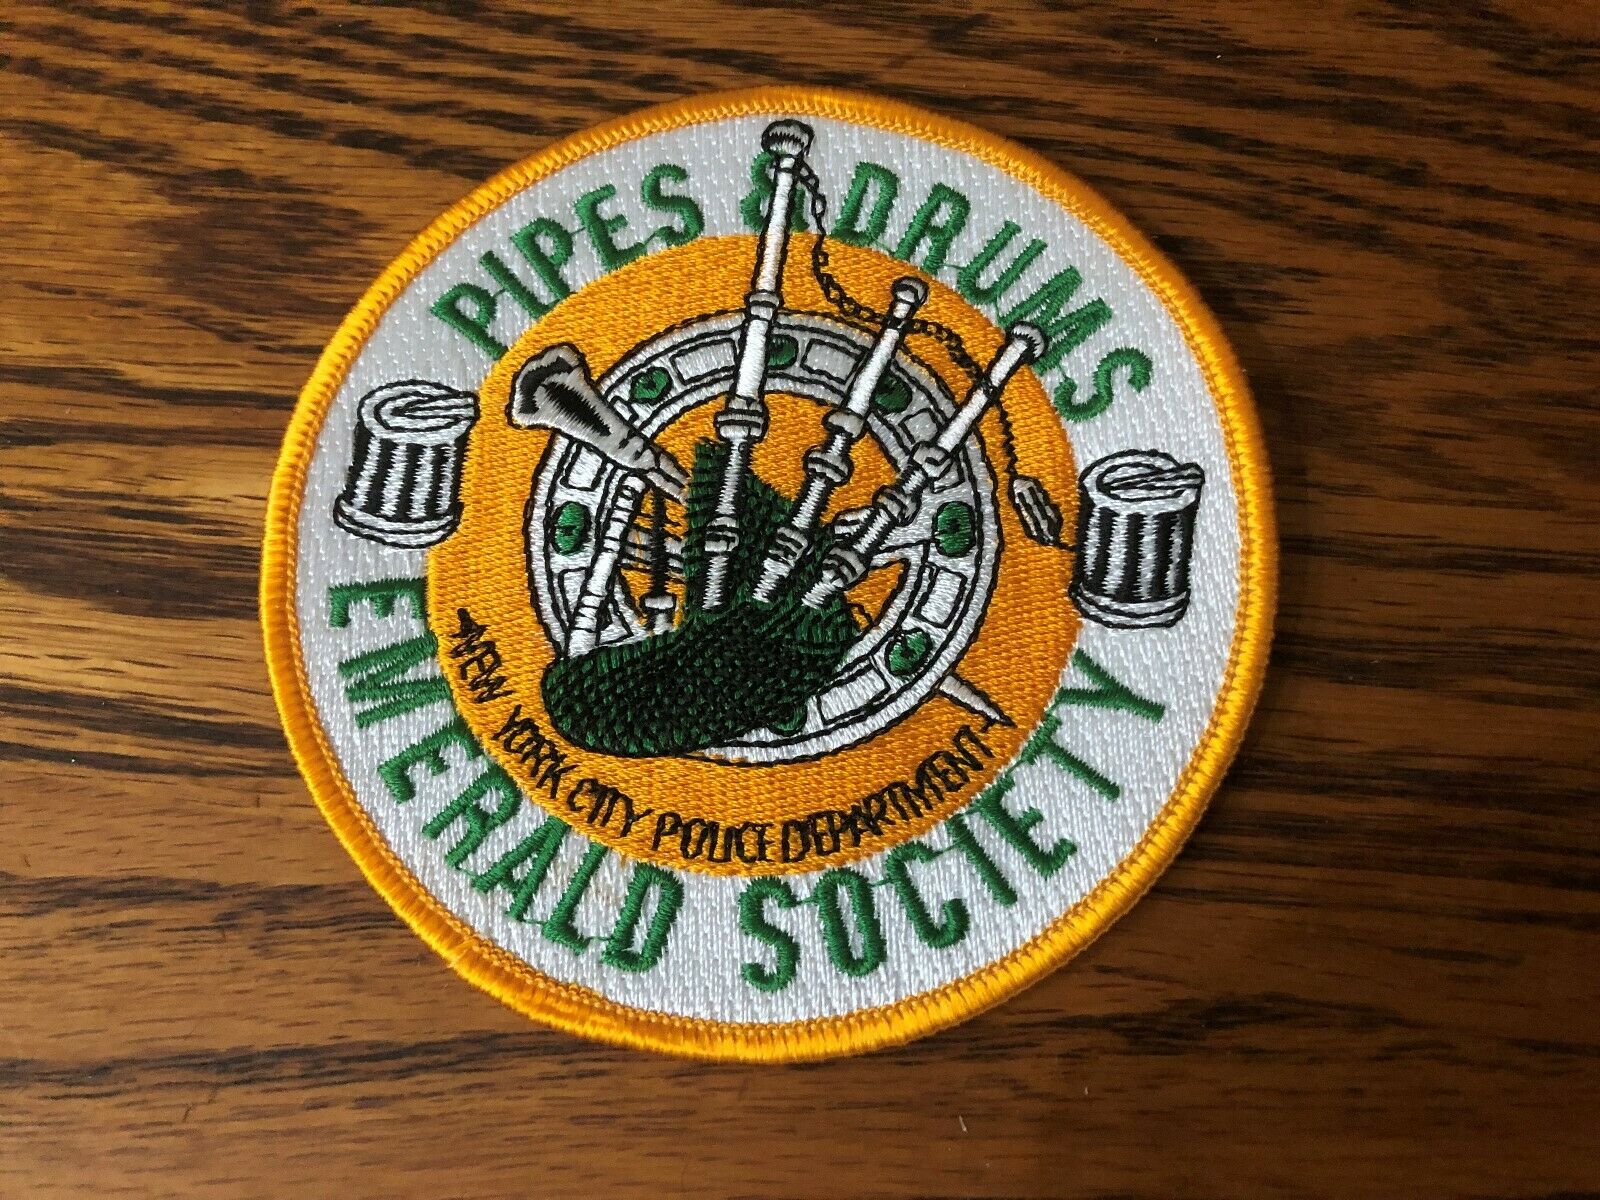 PIPES & DRUMS
EMERALD SOCIETY
NEW YORK CITY POLICE DEPARTMENT